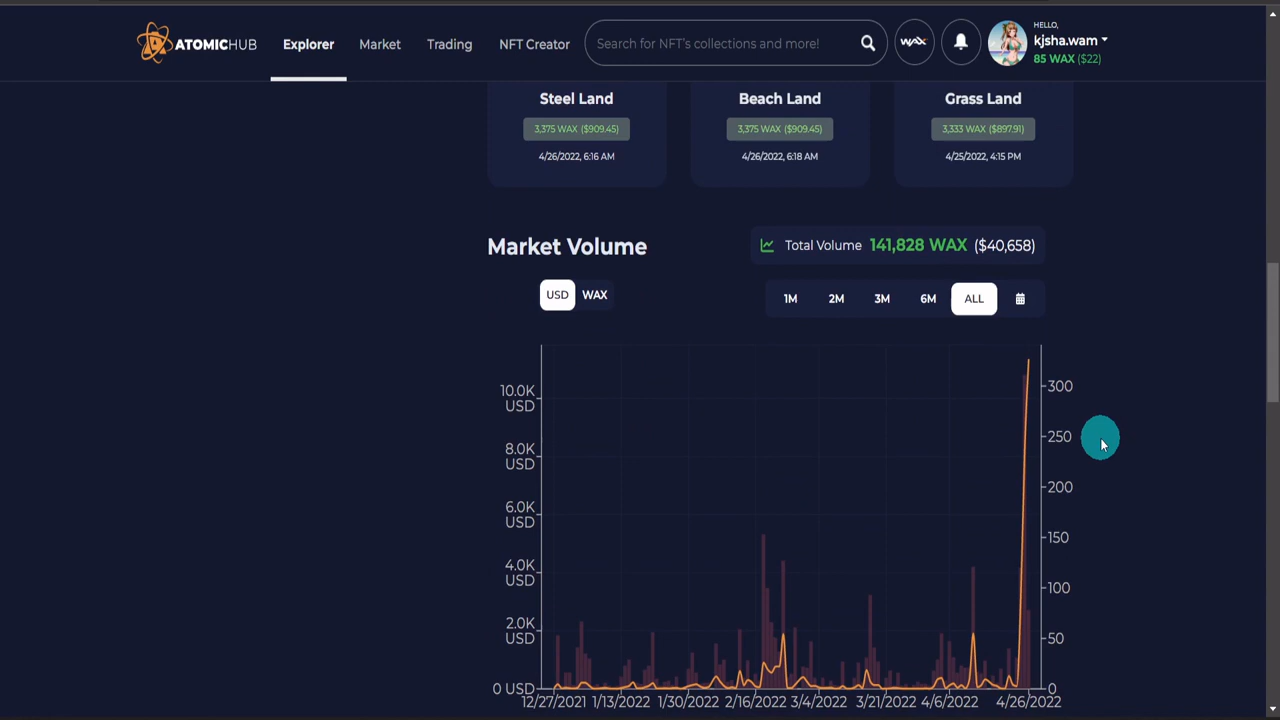 ATOMICHUB
Explorer
Market
Trading
NFT Creator
Search for NFT's collections and more!
WAX
HELLO,
kjsha.wam
85 WAX ($22)
Steel Land
3,375 WAX ($909.45)
4/26/2022, 6:16 AM
Beach Land
3,375 WAX ($909.45)
4/26/2022, 6:18 AM
Grass Land
3,333 WAX ($897.91)
4/25/2022, 4:15 PM
Market Volume
Total Volume 141,828 WAX ($40,658)
USD WAX
1M 2M 3M 6M ALL
10.0K
USD
8.0K
USD
6.0K
USD
4.0K
USD
2.0K
USD
0 USD
300
250
200
150
100
50
0
12/27/2021 1/13/2022 1/30/2022 2/16/2022 3/4/2022 3/21/2022 4/6/2022 4/26/2022